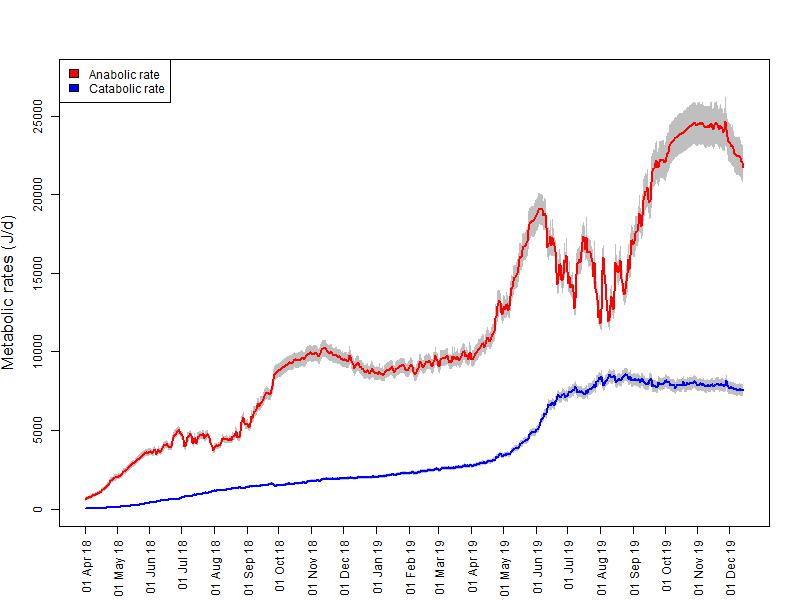 Anabolic rate
Catabolic rate
Metabolic rates (J/d)
25000
20000
15000
10000
5000
0
01 Apr 18
01 May 18
01 Jun 18
01 Jul 18
01 Aug 18
01 Sep 18
01 Oct 18
01 Nov 18
01 Dec 18
01 Jan 19
01 Feb 19
01 Mar 19
01 Apr 19
01 May 19
01 Jun 19
01 Jul 19
01 Aug 19
01 Sep 19
01 Oct 19
01 Nov 19
01 Dec 19